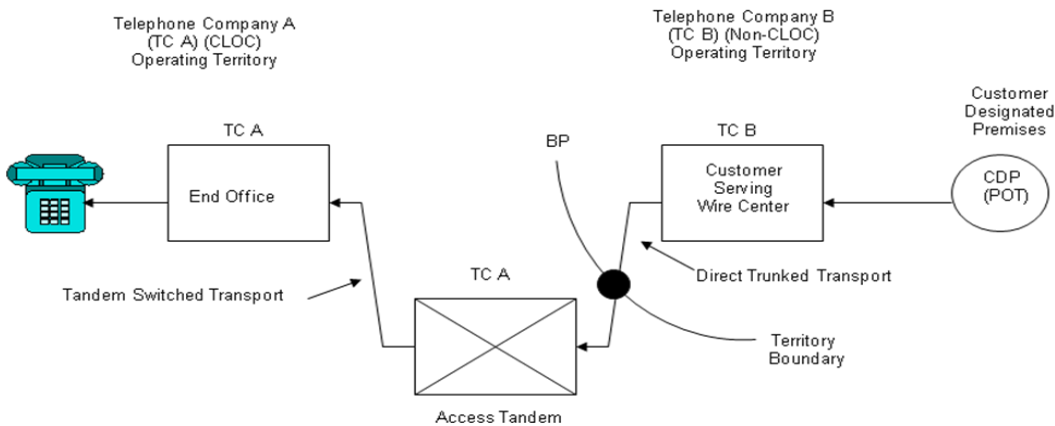 Telephone Company A
(TC A) (CLOC)
Operating Territory
Telephone Company B
(TC B) (Non-CLOC)
Operating Territory
Customer
Designated
Premises
TC A
BP
TC B
End Office
Customer
Serving
Wire Center
CDP
(POT)
Tandem Switched Transport
TC A
Direct Trunked Transport
Territory
Boundary
Access Tandem